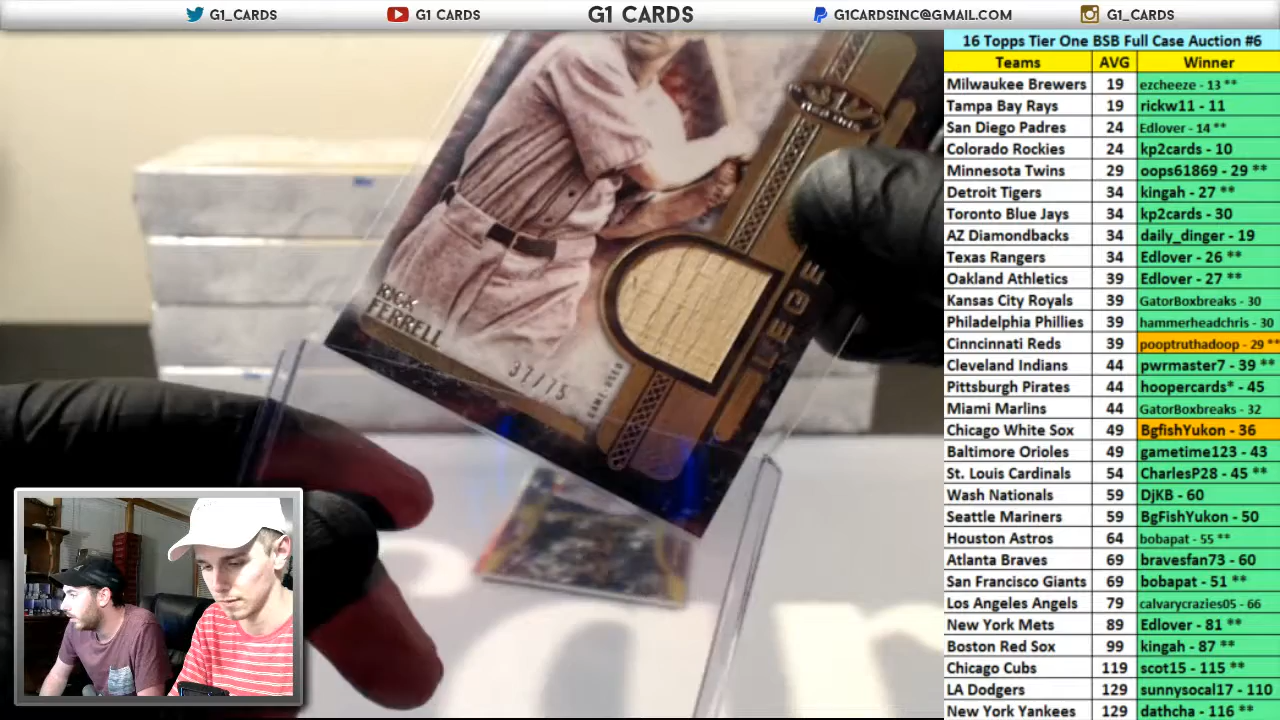 G1_CARDS
G1 CARDS
G1 CARDS
G1CARDSINC@GMAIL.COM
G1_CARDS
RICK
FERRELL
37/75
GAME-USED
LEGE
16 Topps Tier One BSB Full Case Auction #6
Teams AVG Winner
Milwaukee Brewers 19 ezcheeze - 13 **
Tampa Bay Rays 19 rickw11 - 11
San Diego Padres 24 Edlover - 14 **
Colorado Rockies 24 kp2cards - 10
Minnesota Twins 29 oops61869 - 29 **
Detroit Tigers 34 kingah - 27 **
Toronto Blue Jays 34 kp2cards - 30
AZ Diamondbacks 34 daily_dinger - 19
Texas Rangers 34 Edlover - 26 **
Oakland Athletics 39 Edlover - 27 **
Kansas City Royals 39 GatorBoxbreaks - 30
Philadelphia Phillies 39 hammerheadchris - 30
Cinncinnati Reds 39 pooptruthadoop - 29 **
Cleveland Indians 44 pwrmaster7 - 39 **
Pittsburgh Pirates 44 hoopercards* - 45
Miami Marlins 44 GatorBoxbreaks - 32
Chicago White Sox 49 BgfishYukon - 36
Baltimore Orioles 49 gametime123 - 43
St. Louis Cardinals 54 CharlesP28 - 45 **
Wash Nationals 59 DjKB - 60
Seattle Mariners 59 BgFishYukon - 50
Houston Astros 64 bobapat - 55 **
Atlanta Braves 69 bravesfan73 - 60
San Francisco Giants 69 bobapat - 51 **
Los Angeles Angels 79 calvarycrazies05 - 66
New York Mets 89 Edlover - 81 **
Boston Red Sox 99 kingah - 87 **
Chicago Cubs 119 scot15 - 115 **
LA Dodgers 129 sunnysocal17 - 110
New York Yankees 129 dathcha - 116 **